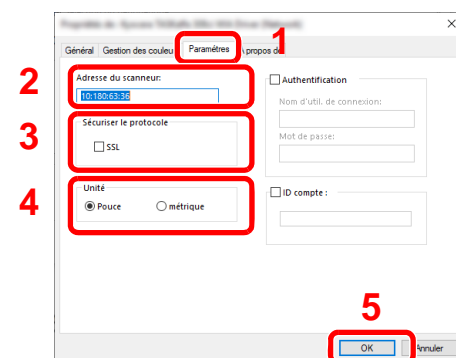 1
Général Gestion des couleu Paramètres propos de
2
Adresse du scanneur:
10:180:63:36
Authentification
Nom d'util. de connexion:
Mot de passe:
3
Sécuriser le protocole
SSL
4
Unité
Pouce métrique
ID compte :
5
OK Annuler